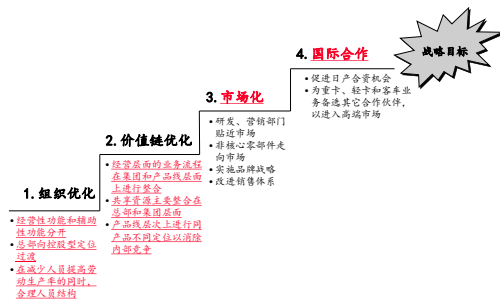 战略目标
4.国际合作
• 促进日产合资机会
• 为重卡、轻卡和客车业
务备选其它合作伙伴，
以进入高端市场
3.市场化
• 研发、营销部门
贴近市场
• 非核心零部件走
向市场
• 实施品牌战略
• 改进销售体系
2.价值链优化
• 经营层面的业务流程
在集团和产品线层面
上进行整合
• 共享资源主要整合在
总部和集团层面
• 产品线层次上进行同
产品不同定位以消除
内部竞争
1.组织优化
• 经营性功能和辅助
性功能分开
• 总部向控股型定位
过渡
• 在减少人员提高劳
动生产率的同时，
合理人员结构